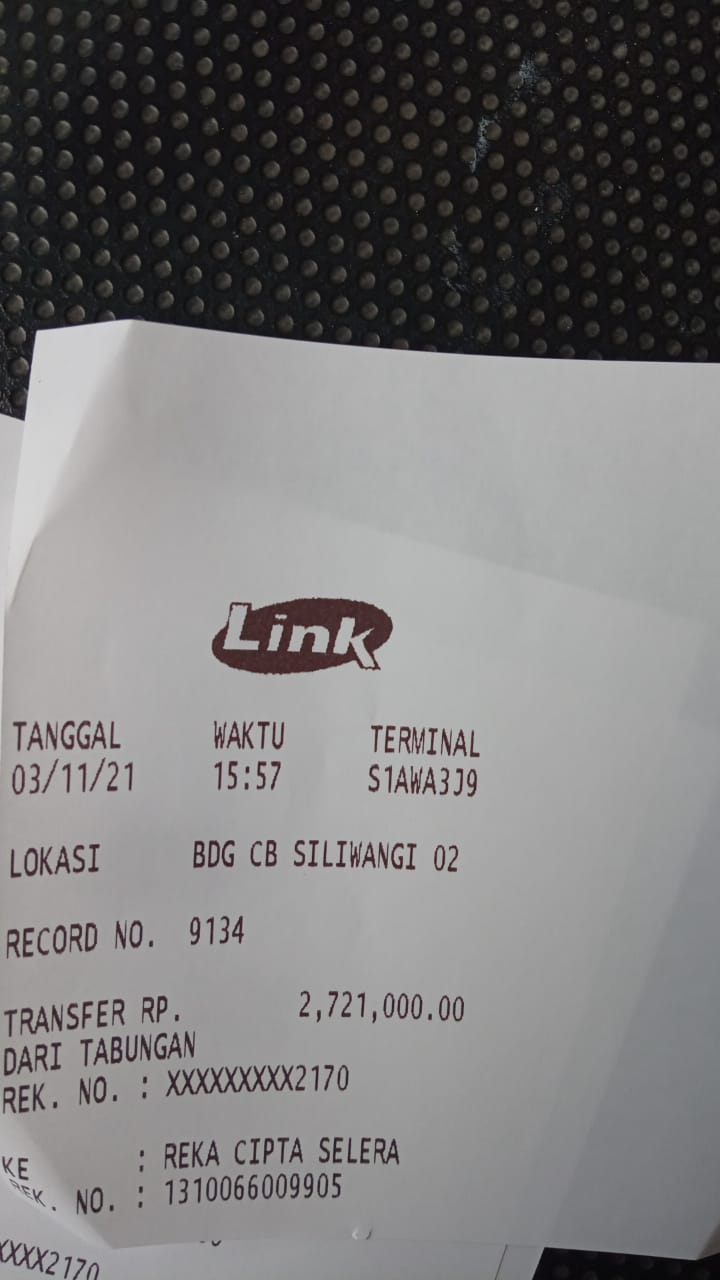 Link
TANGGAL WAKTU TERMINAL
03/11/21 15:57 S1AWA3J9
LOKASI BDG CB SILIWANGI 02
RECORD NO. 9134
TRANSFER RP. 2,721,000.00
DARI TABUNGAN
REK. NO. : XXXXXXXXX2170
KE : REKA CIPTA SELERA
REK. NO. : 1310066009905
XXXX2170